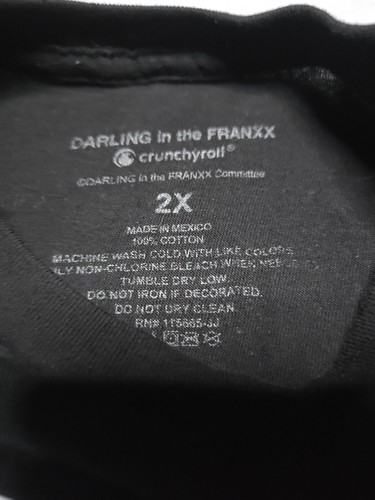 DARLING in the FRANXX
crunchyroll®
©DARLING in the FRANXX Committee
2X
MADE IN MEXICO
100% COTTON
MACHINE WASH COLD WITH LIKE COLORS
NON-CHLORINE BLEACH WHEN
TUMBLE DRY LOW.
DO NOT IRON IF DECORATED.
DO NOT DRY CLEAN.
RN#